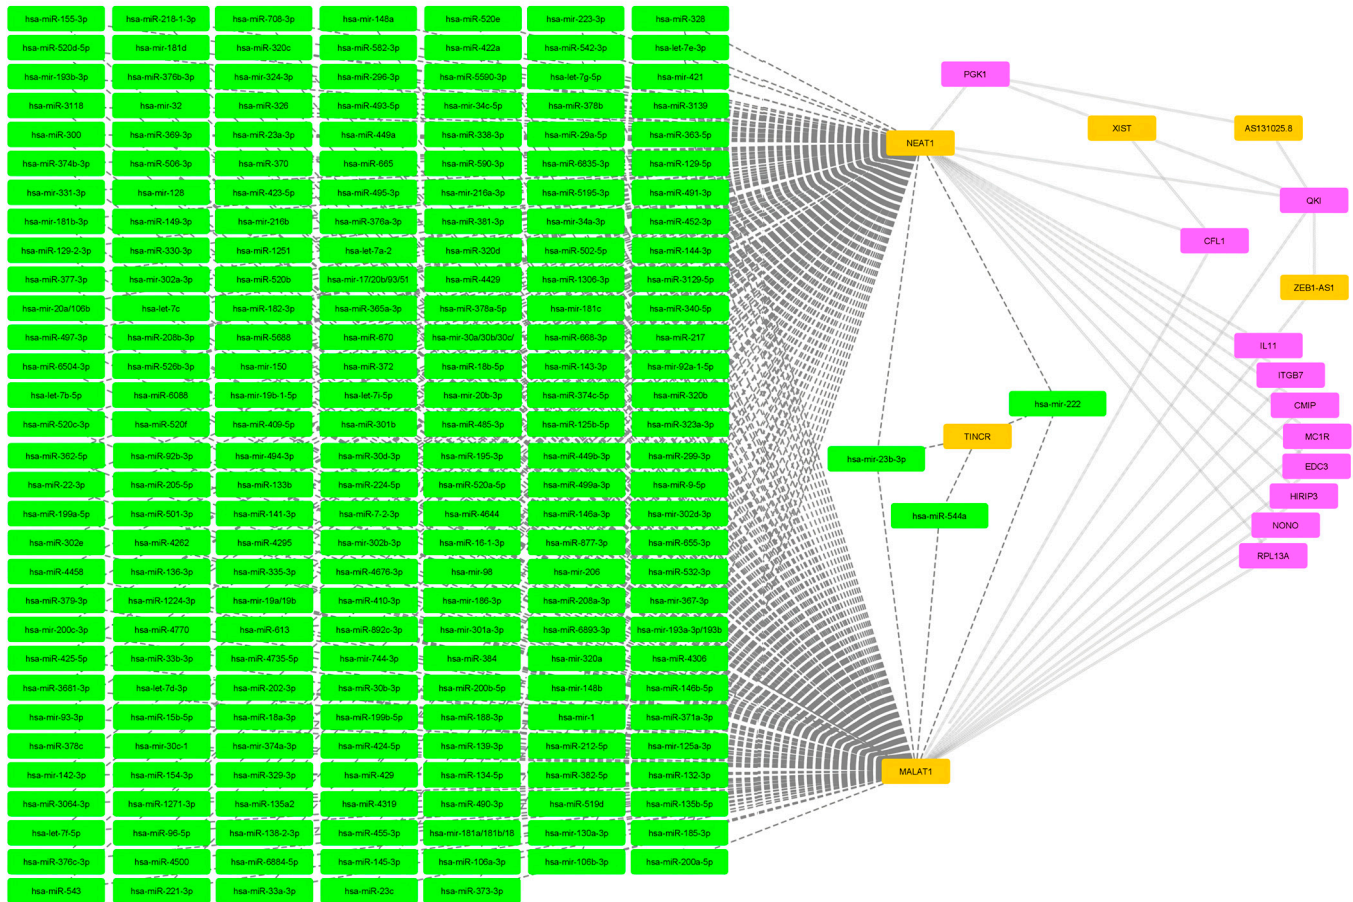 hsa-miR-155-3p
hsa-miR-218-1-3p
hsa-miR-708-3p
hsa-mir-148a
hsa-miR-520e
hsa-mir-223-3p
hsa-miR-328
hsa-miR-520d-5p
hsa-mir-181d
hsa-miR-320c
hsa-miR-582-3p
hsa-miR-422a
hsa-miR-542-3p
hsa-let-7e-3p
hsa-mir-193b-3p
hsa-miR-376b-3p
hsa-mir-324-3p
hsa-miR-296-3p
hsa-miR-5590-3p
hsa-let-7g-5p
hsa-mir-421
hsa-miR-3118
hsa-mir-32
hsa-miR-326
hsa-miR-493-5p
hsa-mir-34c-5p
hsa-miR-378b
hsa-miR-3139
hsa-miR-300
hsa-miR-369-3p
hsa-miR-23a-3p
hsa-miR-449a
hsa-miR-338-3p
hsa-miR-29a-5p
hsa-miR-363-5p
hsa-miR-374b-3p
hsa-miR-506-3p
hsa-miR-370
hsa-miR-665
hsa-miR-590-3p
hsa-miR-6835-3p
hsa-miR-129-5p
hsa-mir-331-3p
hsa-mir-128
hsa-miR-423-5p
hsa-miR-495-3p
hsa-mir-216a-3p
hsa-miR-5195-3p
hsa-miR-491-3p
hsa-mir-181b-3p
hsa-miR-149-3p
hsa-mir-216b
hsa-miR-376a-3p
hsa-miR-381-3p
hsa-mir-34a-3p
hsa-miR-452-3p
hsa-miR-129-2-3p
hsa-miR-330-3p
hsa-miR-1251
hsa-let-7a-2
hsa-miR-320d
hsa-miR-502-5p
hsa-miR-144-3p
hsa-miR-377-3p
hsa-mir-302a-3p
hsa-miR-520b
hsa-mir-17/20b/93/51
hsa-miR-4429
hsa-miR-1306-3p
hsa-miR-3129-5p
hsa-mir-20a/106b
hsa-let-7c
hsa-miR-182-3p
hsa-miR-365a-3p
hsa-miR-378a-5p
hsa-mir-181c
hsa-miR-340-5p
hsa-miR-497-3p
hsa-miR-208b-3p
hsa-miR-5688
hsa-miR-670
hsa-mir-30a/30b/30c/
hsa-miR-668-3p
hsa-miR-217
hsa-miR-6504-3p
hsa-miR-526b-3p
hsa-mir-150
hsa-miR-372
hsa-miR-18b-5p
hsa-miR-143-3p
hsa-mir-92a-1-5p
hsa-let-7b-5p
hsa-miR-6088
hsa-mir-19b-1-5p
hsa-let-7i-5p
hsa-mir-20b-3p
hsa-miR-374c-5p
hsa-miR-320b
hsa-miR-520c-3p
hsa-miR-520f
hsa-miR-409-5p
hsa-miR-301b
hsa-miR-485-3p
hsa-miR-125b-5p
hsa-miR-323a-3p
hsa-miR-362-5p
hsa-miR-92b-3p
hsa-mir-494-3p
hsa-miR-30d-3p
hsa-miR-195-3p
hsa-miR-449b-3p
hsa-miR-299-3p
hsa-miR-22-3p
hsa-miR-205-5p
hsa-miR-133b
hsa-miR-224-5p
hsa-miR-520a-5p
hsa-miR-499a-3p
hsa-miR-9-5p
hsa-miR-199a-5p
hsa-miR-501-3p
hsa-miR-141-3p
hsa-miR-7-2-3p
hsa-miR-4644
hsa-miR-146a-3p
hsa-mir-302d-3p
hsa-miR-302e
hsa-miR-4262
hsa-miR-4295
hsa-mir-302b-3p
hsa-miR-16-1-3p
hsa-miR-877-3p
hsa-miR-655-3p
hsa-miR-4458
hsa-miR-136-3p
hsa-miR-335-3p
hsa-miR-4676-3p
hsa-mir-98
hsa-mir-206
hsa-miR-532-3p
hsa-miR-379-3p
hsa-miR-1224-3p
hsa-mir-19a/19b
hsa-miR-410-3p
hsa-mir-186-3p
hsa-miR-208a-3p
hsa-mir-367-3p
hsa-mir-200c-3p
hsa-miR-4770
hsa-miR-613
hsa-miR-892c-3p
hsa-mir-301a-3p
hsa-miR-6893-3p
hsa-mir-193a-3p/193b
hsa-miR-425-5p
hsa-miR-33b-3p
hsa-miR-4735-5p
hsa-mir-744-3p
hsa-miR-384
hsa-mir-320a
hsa-miR-4306
hsa-miR-3681-3p
hsa-let-7d-3p
hsa-miR-202-3p
hsa-miR-30b-3p
hsa-miR-200b-5p
hsa-mir-148b
hsa-miR-146b-5p
hsa-mir-93-3p
hsa-miR-15b-5p
hsa-miR-18a-3p
hsa-miR-199b-5p
hsa-miR-188-3p
hsa-mir-1
hsa-miR-371a-3p
hsa-miR-378c
hsa-mir-30c-1
hsa-mir-374a-3p
hsa-miR-424-5p
hsa-miR-139-3p
hsa-miR-212-5p
hsa-mir-125a-3p
hsa-mir-142-3p
hsa-miR-154-3p
hsa-miR-329-3p
hsa-miR-429
hsa-miR-134-5p
hsa-miR-382-5p
hsa-miR-132-3p
hsa-miR-3064-3p
hsa-miR-1271-3p
hsa-miR-135a2
hsa-miR-4319
hsa-miR-490-3p
hsa-miR-519d
hsa-miR-135b-5p
hsa-let-7f-5p
hsa-miR-96-5p
hsa-miR-138-2-3p
hsa-miR-455-3p
hsa-mir-181a/181b/18
hsa-mir-130a-3p
hsa-miR-185-3p
hsa-miR-376c-3p
hsa-miR-4500
hsa-miR-6884-5p
hsa-miR-145-3p
hsa-miR-106a-3p
hsa-mir-106b-3p
hsa-miR-200a-5p
hsa-miR-543
hsa-miR-221-3p
hsa-miR-33a-3p
hsa-miR-23c
hsa-miR-373-3p
PGK1
NEAT1
XIST
AS131025.8
QKI
CFL1
ZEB1-AS1
IL11
ITGB7
CMIP
MC1R
EDC3
HIRIP3
NONO
RPL13A
hsa-mir-222
TINCR
hsa-mir-23b-3p
hsa-miR-544a
MALAT1